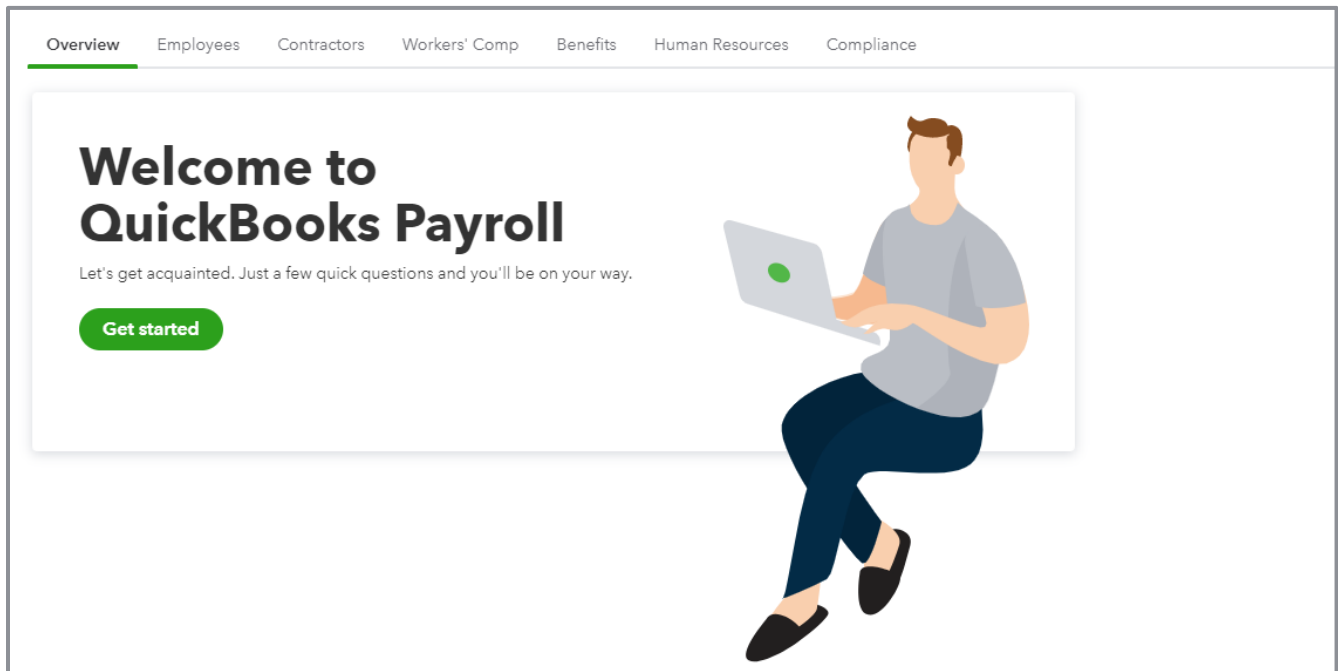 Overview Employees Contractors Workers' Comp Benefits Human Resources Compliance
Welcome to
QuickBooks Payroll
Let's get acquainted. Just a few quick questions and you'll be on your way.
Get started